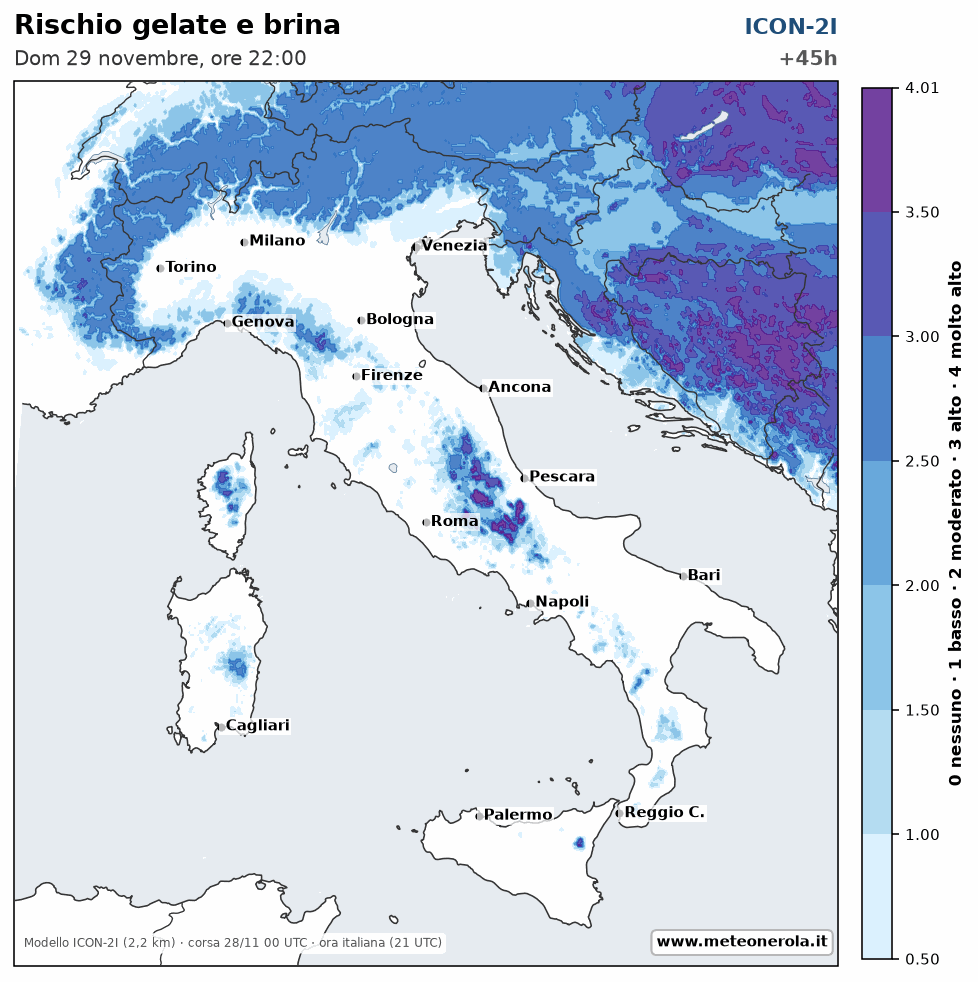 Rischio gelate e brina
ICON-2I
Dom 29 novembre, ore 22:00
+45h
4.01
3.50
3.00
2.50
2.00
1.50
1.00
0.50
0 nessuno · 1 basso · 2 moderato · 3 alto · 4 molto alto
Milano
Venezia
Torino
Genova
Bologna
Firenze
Ancona
Pescara
Roma
Bari
Napoli
Cagliari
Palermo
Reggio C.
Modello ICON-2I (2,2 km) · corsa 28/11 00 UTC · ora italiana (21 UTC)
www.meteonerola.it